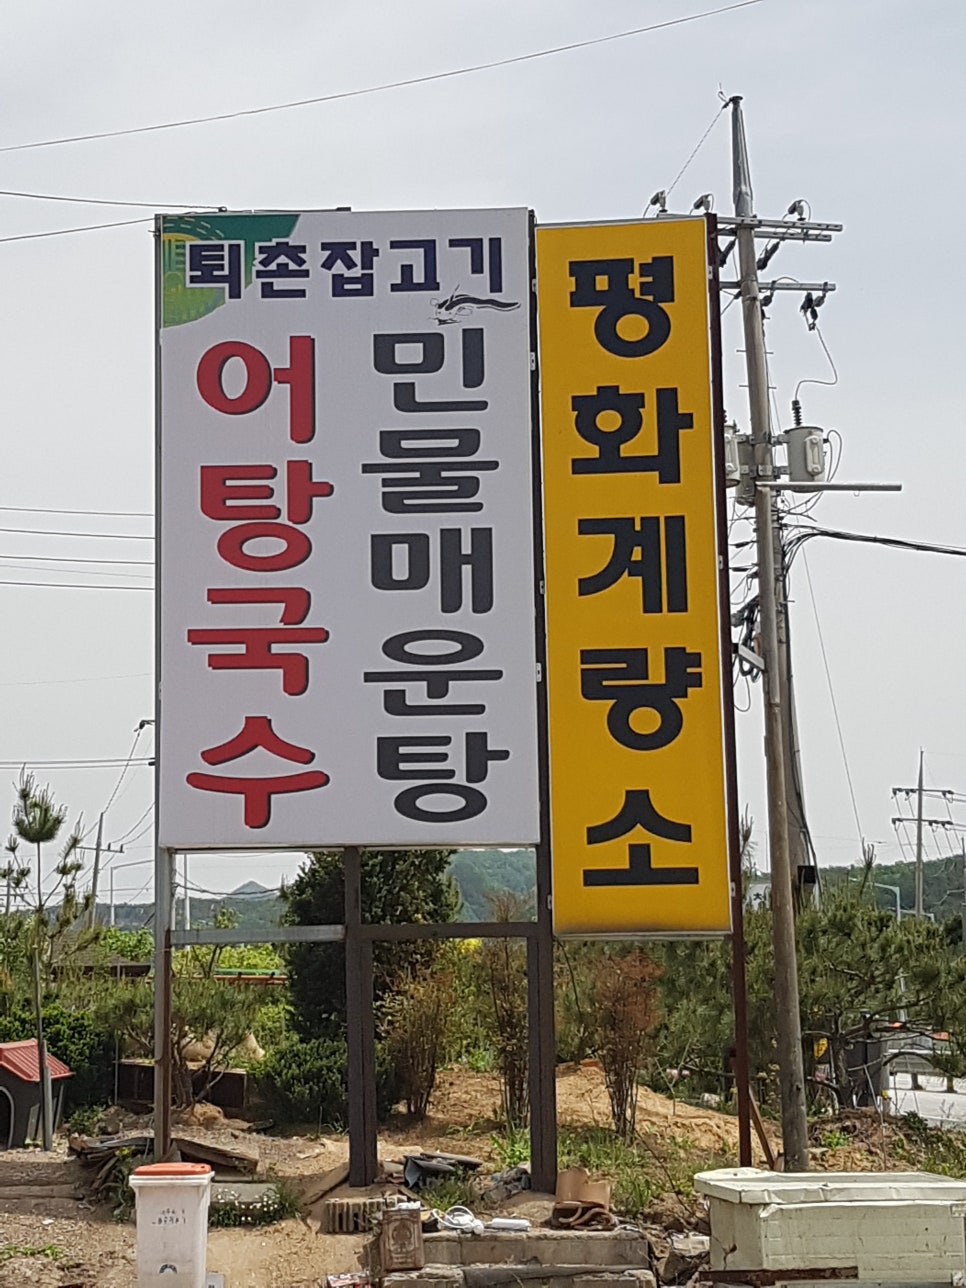 퇴촌잡고기
어탕국수
민물매운탕
평화계량소